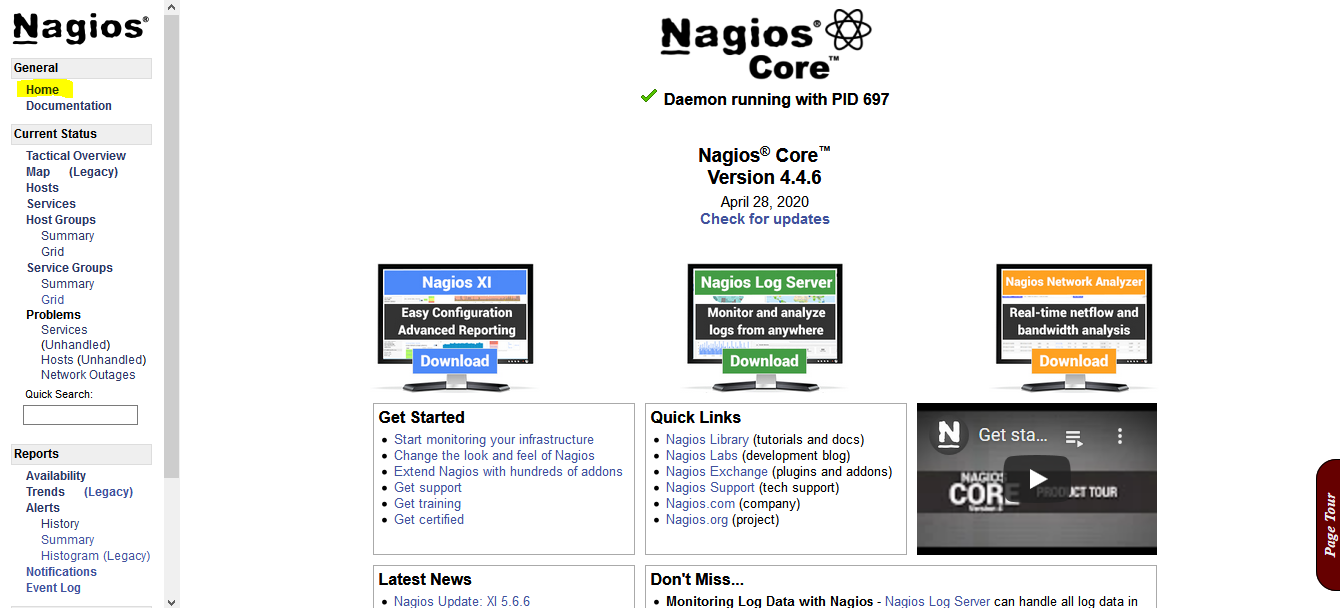 Nagios®
General
Home
Documentation
Current Status
Tactical Overview
Map (Legacy)
Hosts
Services
Host Groups
Summary
Grid
Service Groups
Summary
Grid
Problems
Services
(Unhandled)
Hosts (Unhandled)
Network Outages
Quick Search:
Reports
Availability
Trends (Legacy)
Alerts
History
Summary
Histogram (Legacy)
Notifications
Event Log
Nagios®
Core™
Daemon running with PID 697
Nagios® Core™
Version 4.4.6
April 28, 2020
Check for updates
Nagios XI
Easy Configuration
Advanced Reporting
Download
Nagios Log Server
Monitor and analyze
logs from anywhere
Download
Nagios Network Analyzer
Real-time netflow and
bandwidth analysis
Download
Get Started
Start monitoring your infrastructure
Change the look and feel of Nagios
Extend Nagios with hundreds of addons
Get support
Get training
Get certified
Quick Links
Nagios Library (tutorials and docs)
Nagios Labs (development blog)
Nagios Exchange (plugins and addons)
Nagios Support (tech support)
Nagios.com (company)
Nagios.org (project)
N Get sta...
NAGIOS
CORE PRODUCT TOUR
Latest News
Nagios Update: XI 5.6.6
Don't Miss...
Monitoring Log Data with Nagios - Nagios Log Server can handle all log data in
Page Tour